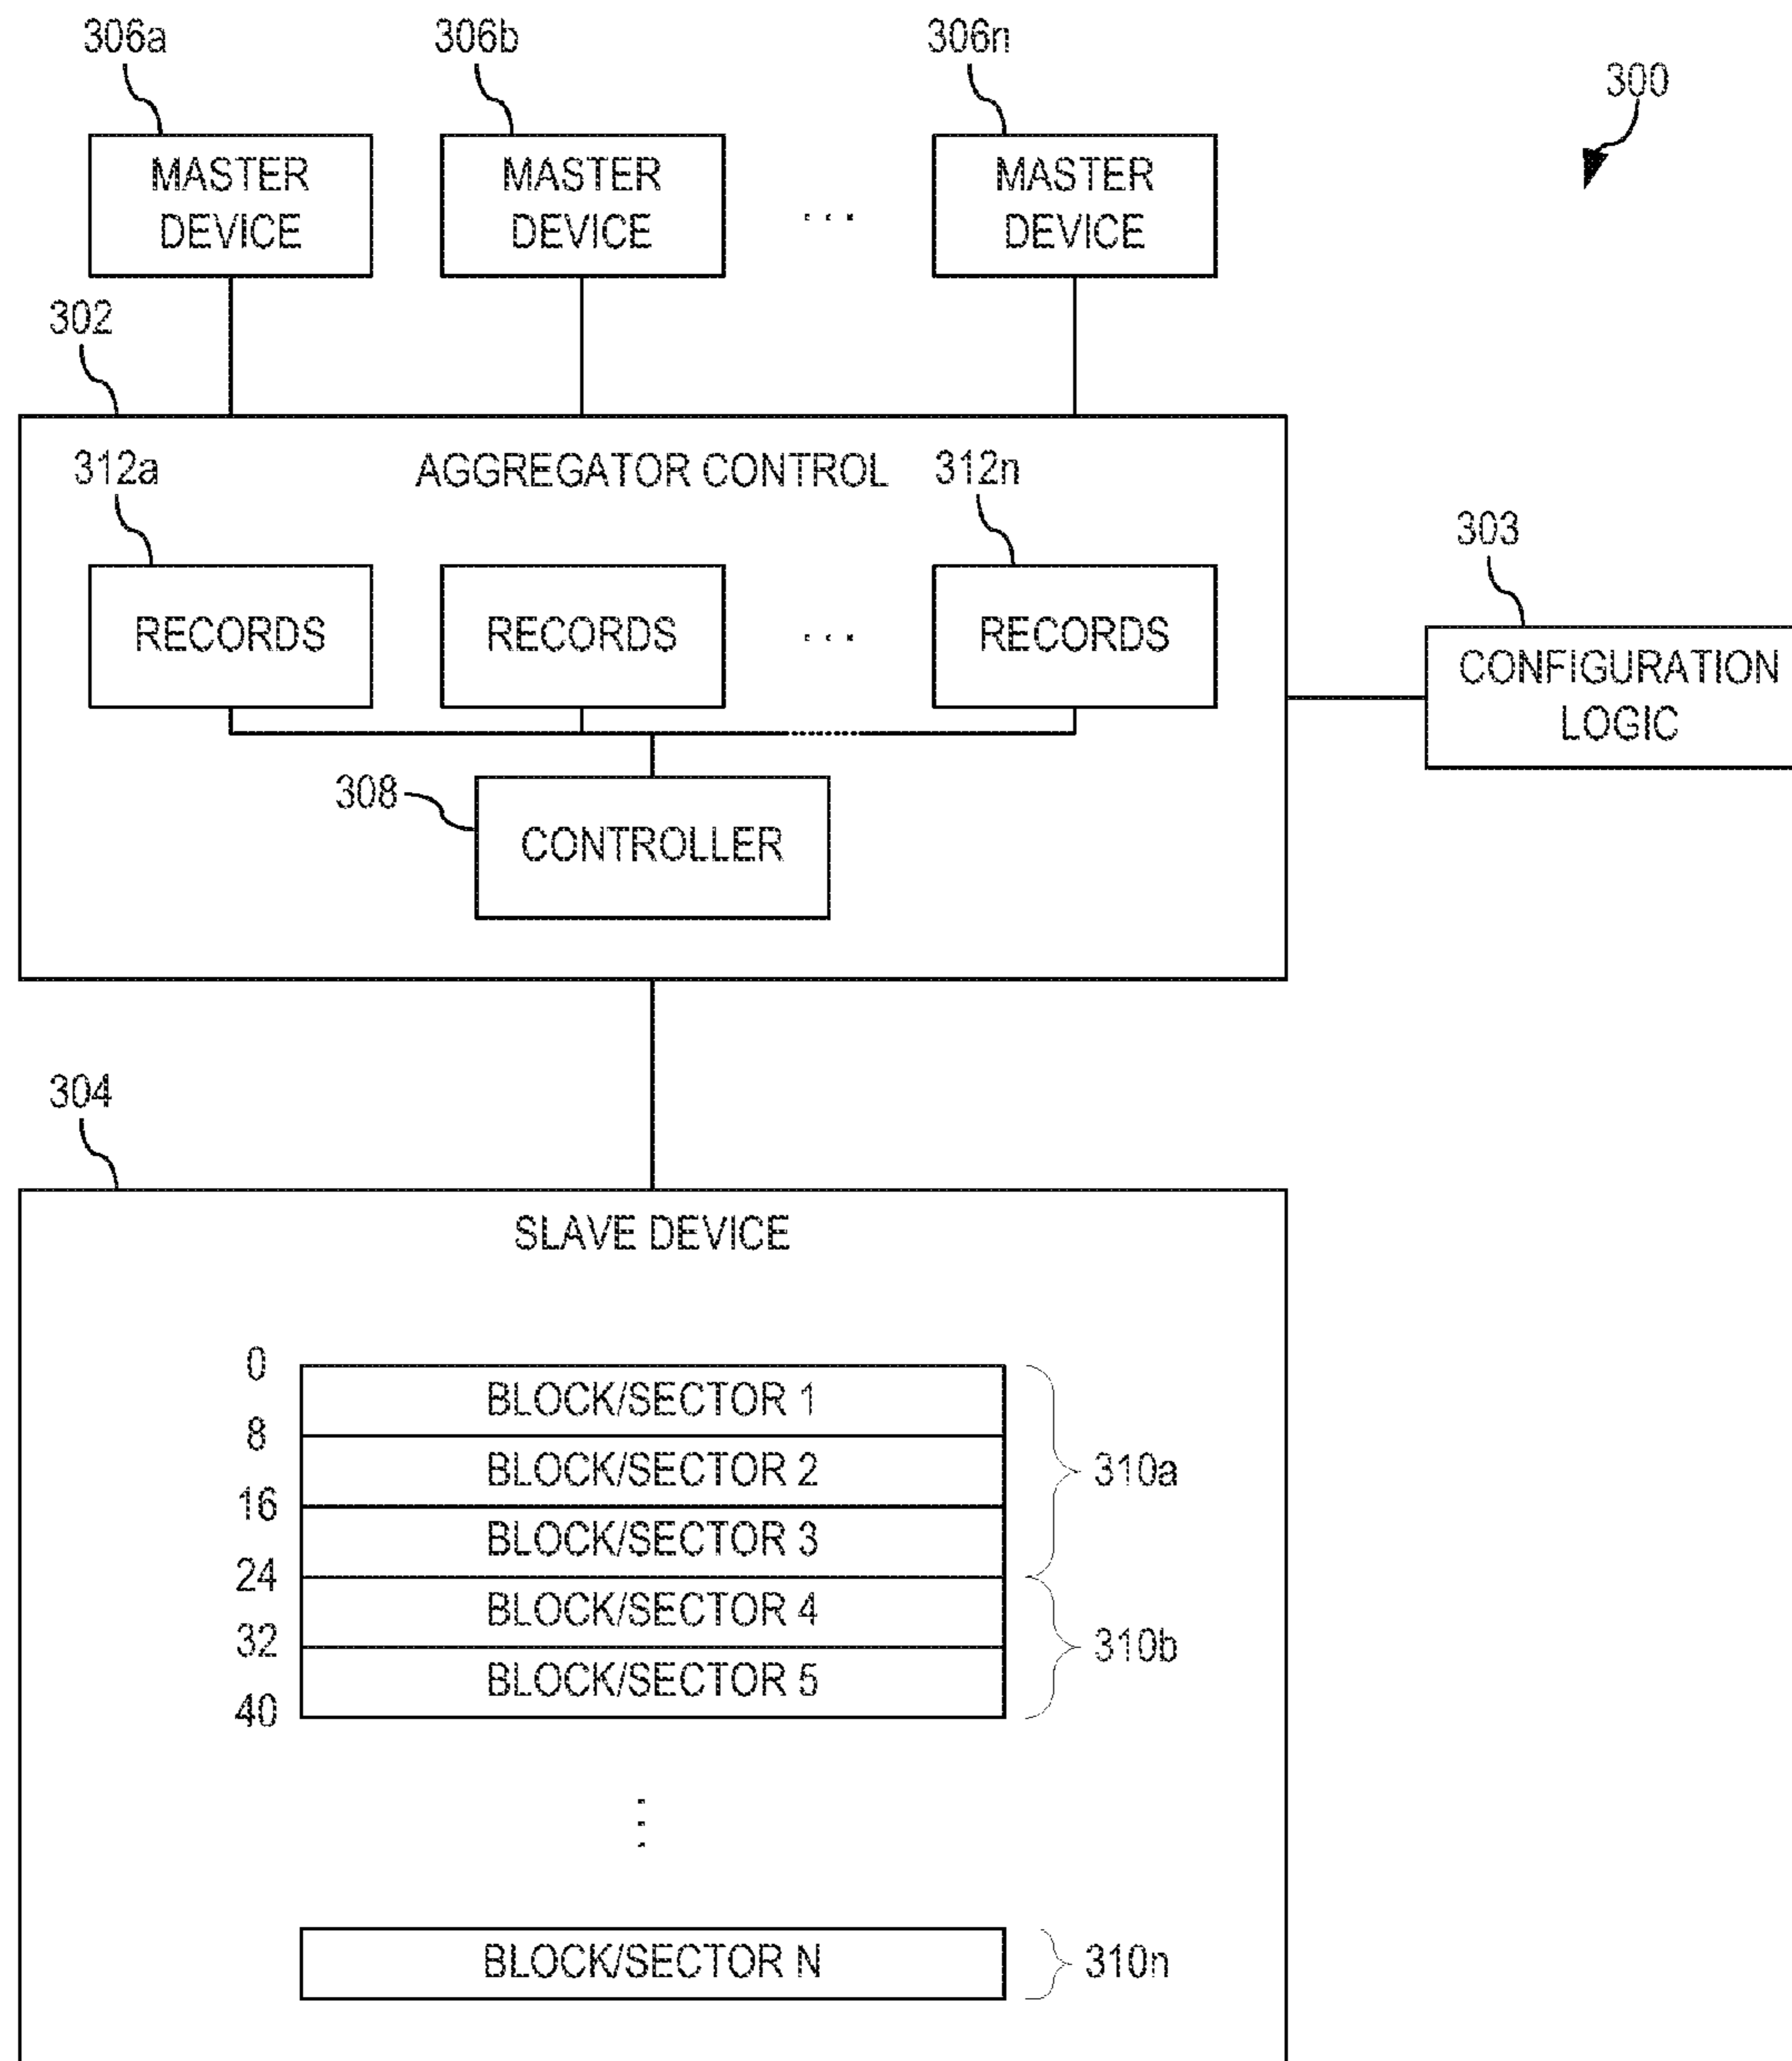 306a
306b
306n
300
MASTER
DEVICE
MASTER
DEVICE
...
MASTER
DEVICE
302
AGGREGATOR CONTROL
312a
312n
303
RECORDS
RECORDS
...
RECORDS
CONFIGURATION
LOGIC
308
CONTROLLER
304
SLAVE DEVICE
0
BLOCK/SECTOR 1
8
BLOCK/SECTOR 2
310a
16
BLOCK/SECTOR 3
24
BLOCK/SECTOR 4
32
310b
BLOCK/SECTOR 5
40
BLOCK/SECTOR N
310n